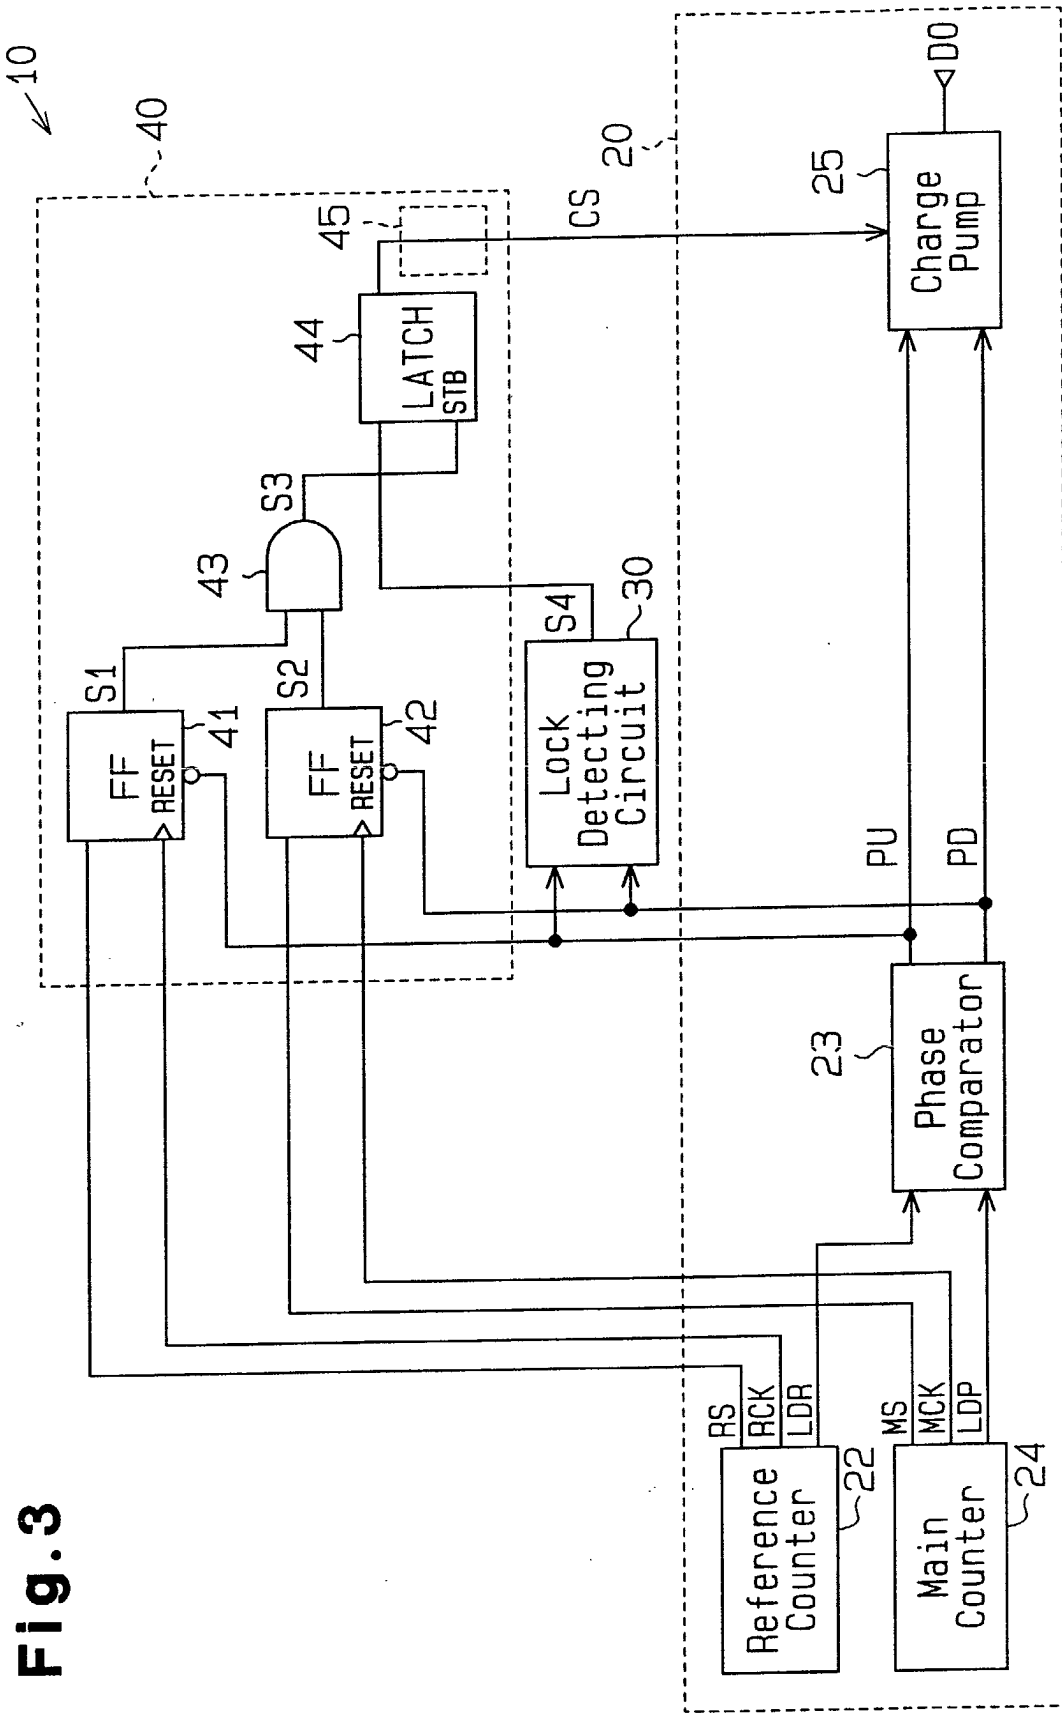 Fig.3
10
40
41
FF
RESET
S1
42
FF
RESET
S2
43
S3
44
LATCH
STB
45
CS
Lock
Detecting
Circuit
S4
30
20
Reference
Counter
22
RS
RCK
LDR
Main
Counter
24
MS
MCK
LDP
23
Phase
Comparator
PU
PD
25
Charge
Pump
DO